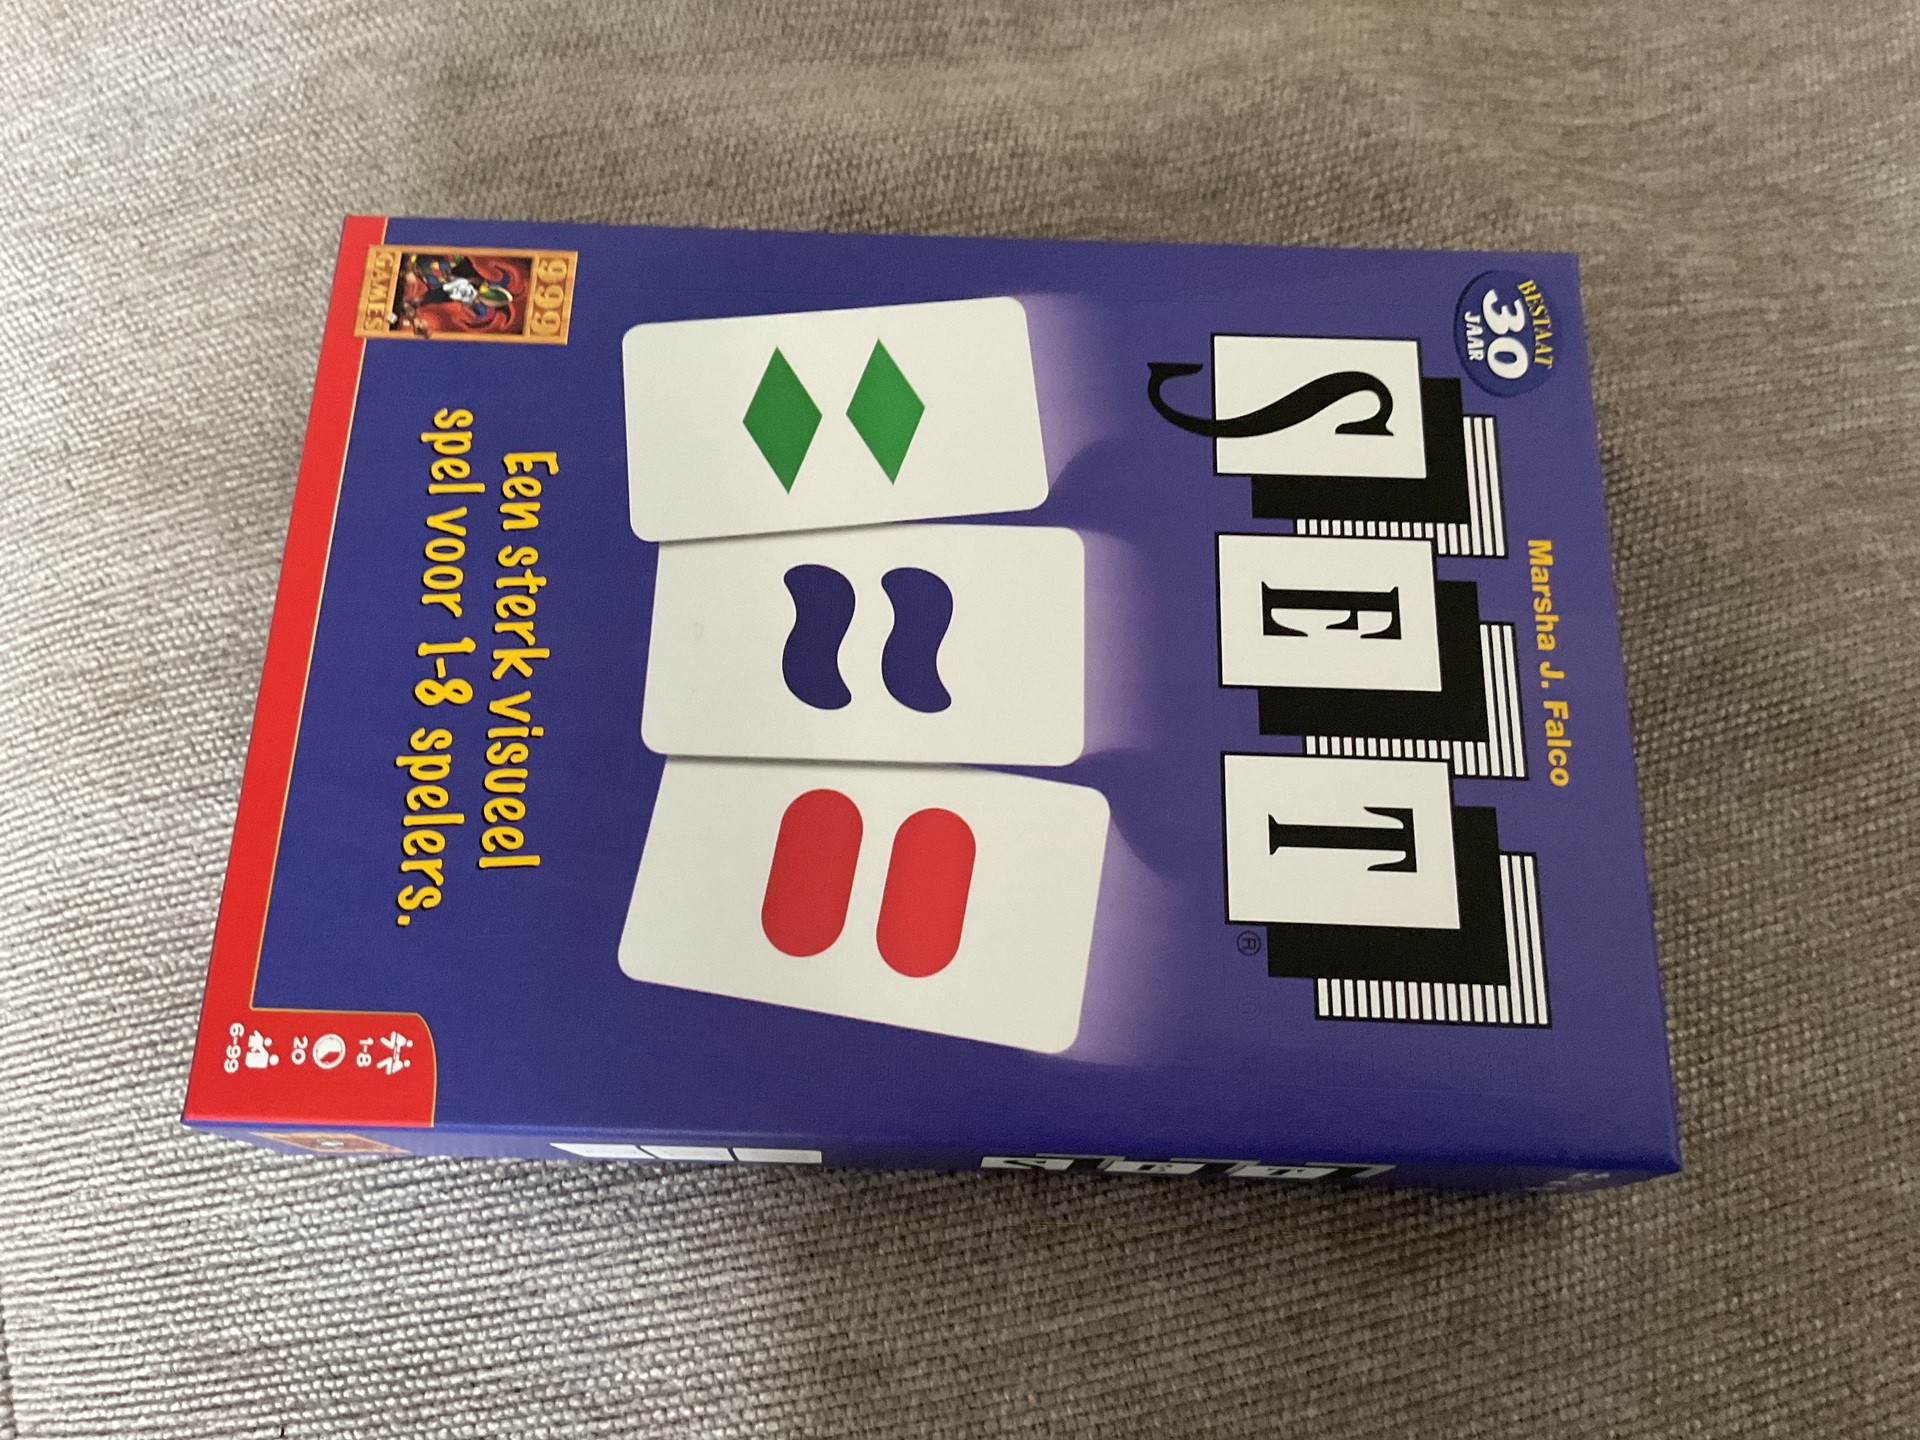 BESTAAT
30
JAAR
Marsha J. Falco
SET
®
Een sterk visueel
spel voor 1-8 spelers.
999
GAMES
1-8
20
6-99
SET